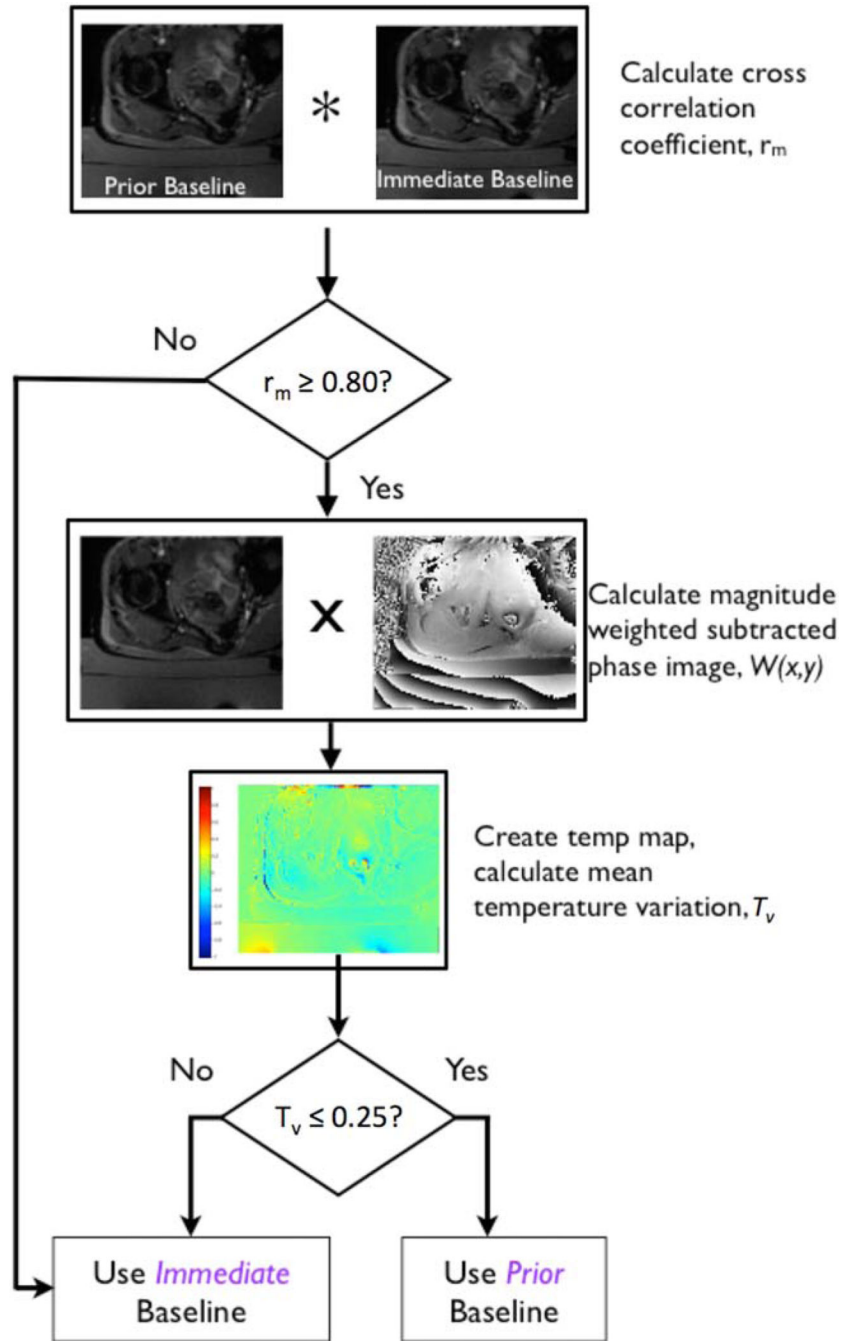 Prior Baseline
*
Immediate Baseline
Calculate cross
correlation
coefficient, rₘ
No
rₘ ≥ 0.80?
Yes
x
Calculate magnitude
weighted subtracted
phase image, W(x,y)
Create temp map,
calculate mean
temperature variation, Tᵥ
No
Yes
Tᵥ ≤ 0.25?
Use Immediate
Baseline
Use Prior
Baseline